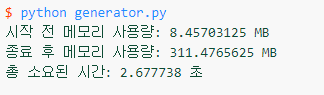 $ python generator.py
시작 전 메모리 사용량: 8.45703125 MB
종료 후 메모리 사용량: 311.4765625 MB
총 소요된 시간: 2.677738 초